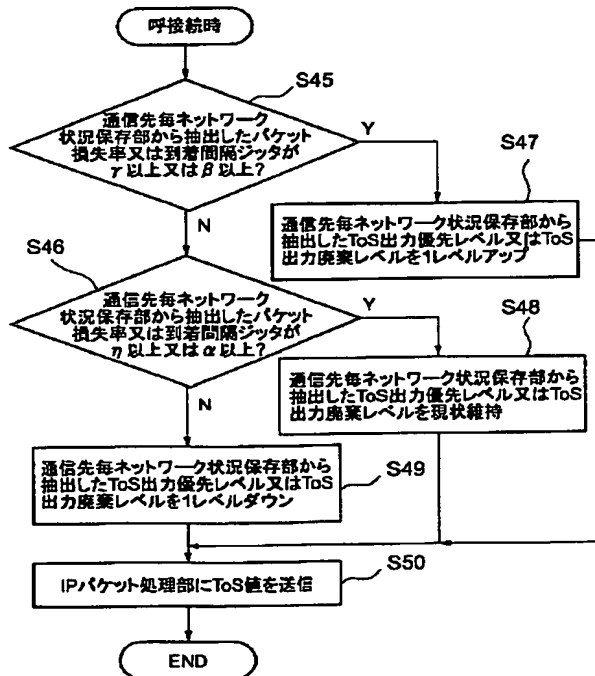 呼接続時
S45
通信先毎ネットワーク
状況保存部から抽出したパケット
損失率又は到着間隔ジッタが
γ以上又はβ以上?
Y
N
S47
通信先毎ネットワーク状況保存部から
抽出したToS出力優先レベル又はToS
出力廃棄レベルを1レベルアップ
S46
通信先毎ネットワーク
状況保存部から抽出したパケット
損失率又は到着間隔ジッタが
η以上又はα以上?
Y
N
S48
通信先毎ネットワーク状況保存部から
抽出したToS出力優先レベル又はToS
出力廃棄レベルを現状維持
通信先毎ネットワーク状況保存部から
抽出したToS出力優先レベル又はToS
出力廃棄レベルを1レベルダウン
S49
S50
IPパケット処理部にToS値を送信
END